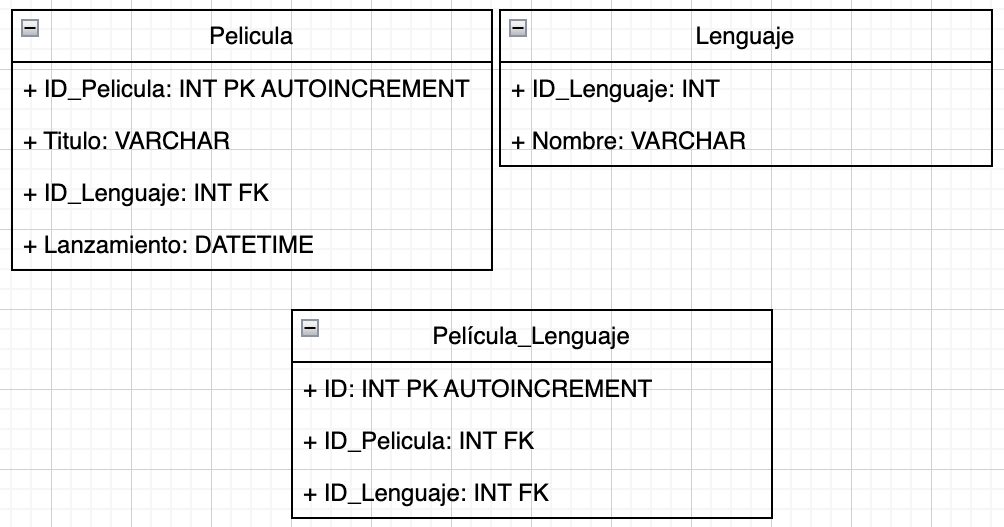 Pelicula
+ ID_Pelicula: INT PK AUTOINCREMENT
+ Titulo: VARCHAR
+ ID_Lenguaje: INT FK
+ Lanzamiento: DATETIME
Lenguaje
+ ID_Lenguaje: INT
+ Nombre: VARCHAR
Película_Lenguaje
+ ID: INT PK AUTOINCREMENT
+ ID_Pelicula: INT FK
+ ID_Lenguaje: INT FK